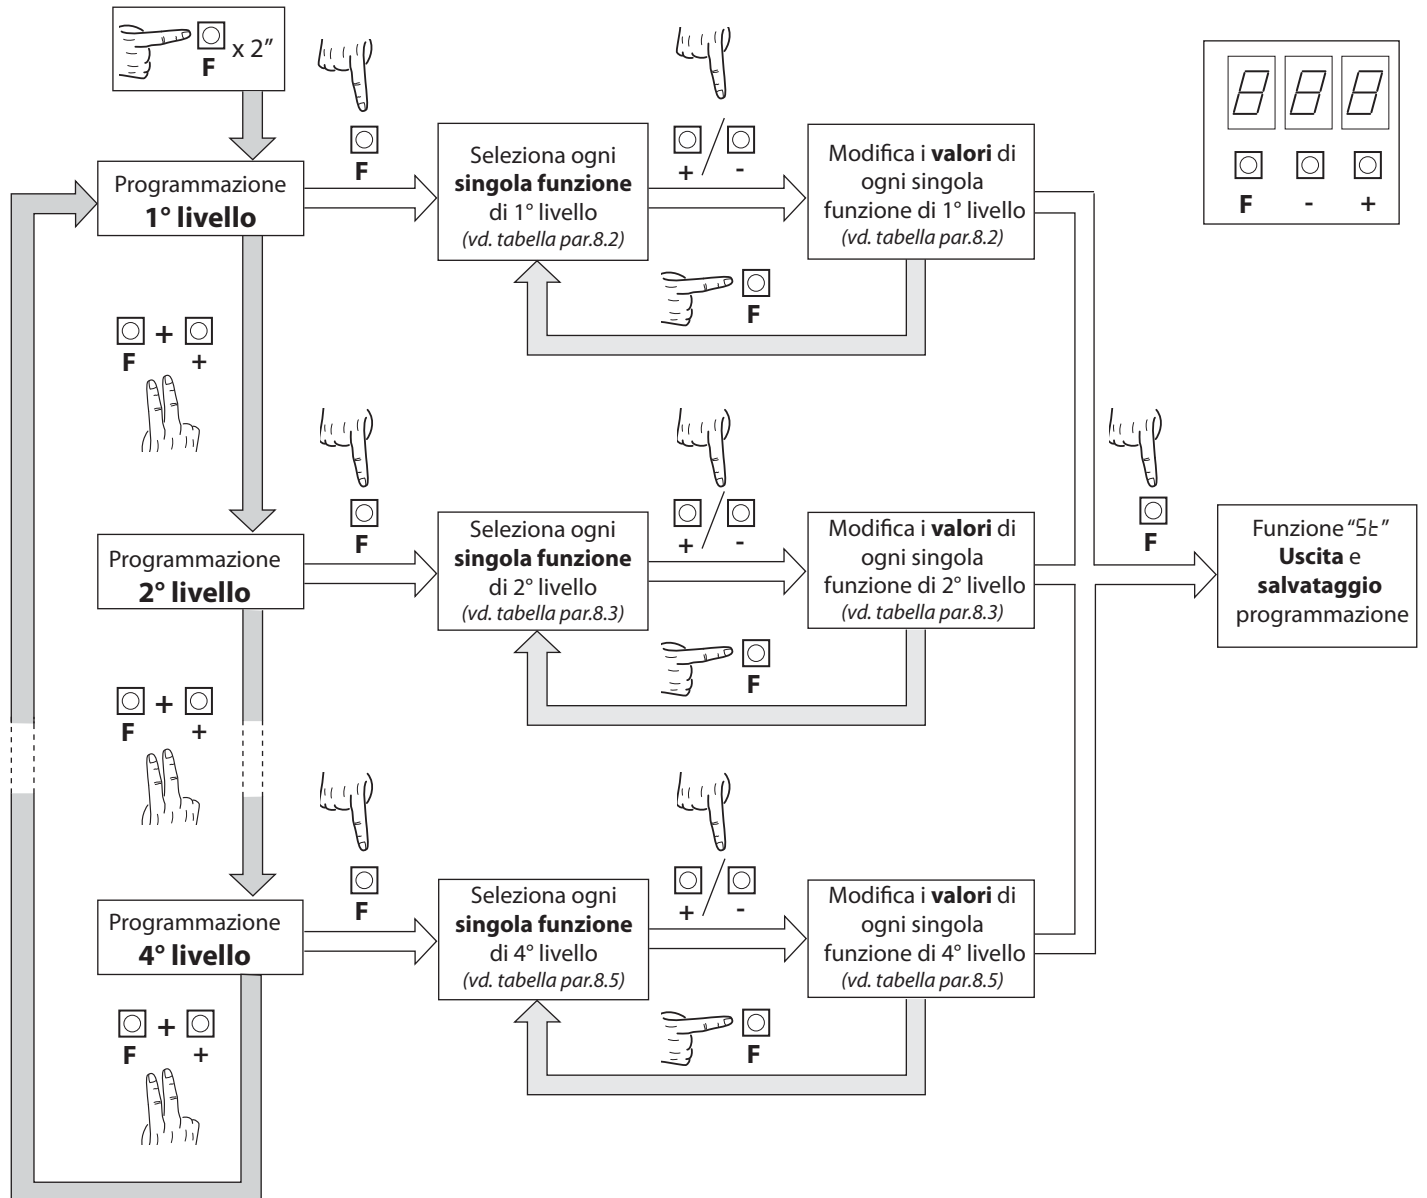 F x 2”
Programmazione
1° livello
F
Seleziona ogni
singola funzione
di 1° livello
(vd. tabella par.8.2)
+ / -
Modifica i valori di
ogni singola
funzione di 1° livello
(vd. tabella par.8.2)
F
F - +
+
F +
Programmazione
2° livello
F
Seleziona ogni
singola funzione
di 2° livello
(vd. tabella par.8.3)
+ / -
Modifica i valori di
ogni singola
funzione di 2° livello
(vd. tabella par.8.3)
F
F
Funzione “St”
Uscita e
salvataggio
programmazione
+
F +
Programmazione
4° livello
F
Seleziona ogni
singola funzione
di 4° livello
(vd. tabella par.8.5)
+ / -
Modifica i valori di
ogni singola
funzione di 4° livello
(vd. tabella par.8.5)
F
+
F +